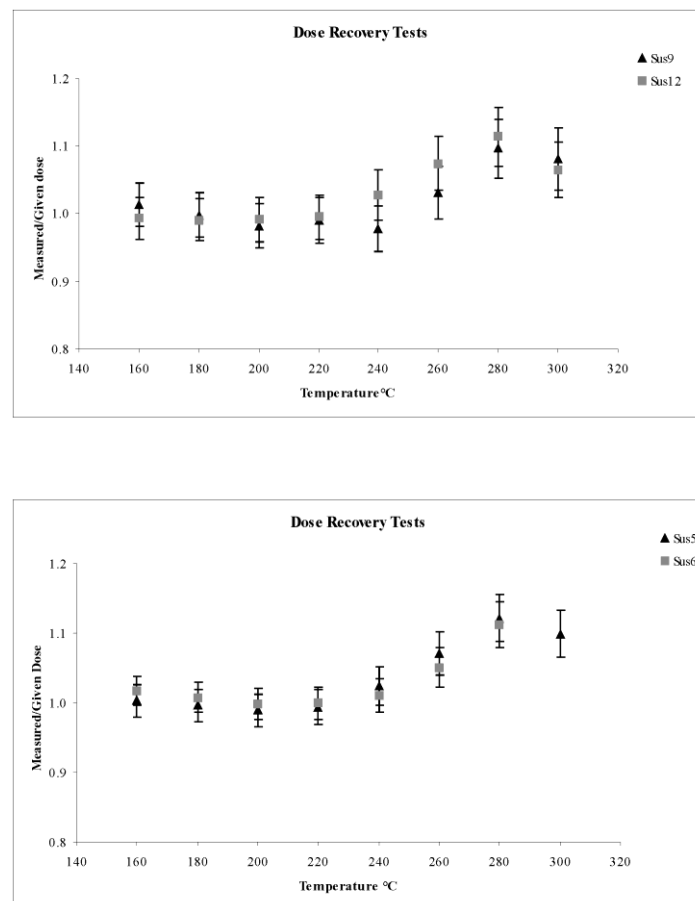 Dose Recovery Tests
▲ Sus9
■ Sus12
1.2
1.1
1.0
0.9
0.8
Measured/Given dose
140 160 180 200 220 240 260 280 300 320
Temperature°C
Dose Recovery Tests
▲ Sus5
■ Sus6
1.2
1.1
1.0
0.9
0.8
Measured/Given Dose
140 160 180 200 220 240 260 280 300 320
Temperature °C